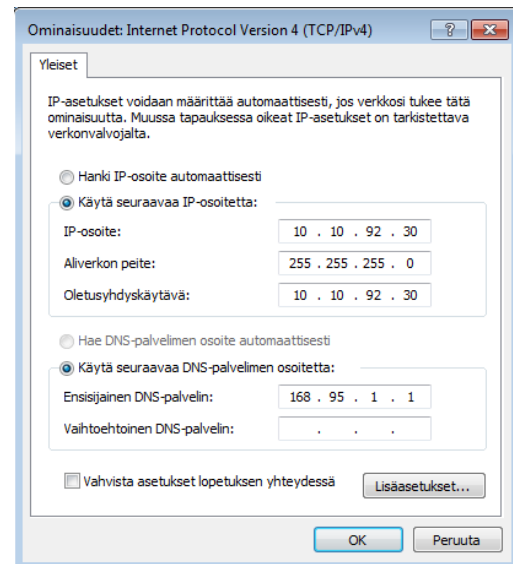 Ominaisuudet: Internet Protocol Version 4 (TCP/IPv4)
Yleiset
IP-asetukset voidaan määrittää automaattisesti, jos verkkosi tukee tätä
ominaisuutta. Muussa tapauksessa oikeat IP-asetukset on tarkistettava
verkonvalvojalta.
Hanki IP-osoite automaattisesti
Käytä seuraavaa IP-osoitetta:
IP-osoite: 10 . 10 . 92 . 30
Aliverkon peite: 255 . 255 . 255 . 0
Oletusyhdyskäytävä: 10 . 10 . 92 . 30
Hae DNS-palvelimen osoite automaattisesti
Käytä seuraavaa DNS-palvelimen osoitetta:
Ensisijainen DNS-palvelin: 168 . 95 . 1 . 1
Vaihtoehtoinen DNS-palvelin: . . .
Vahvista asetukset lopetuksen yhteydessä
Lisäasetukset...
OK Peruuta